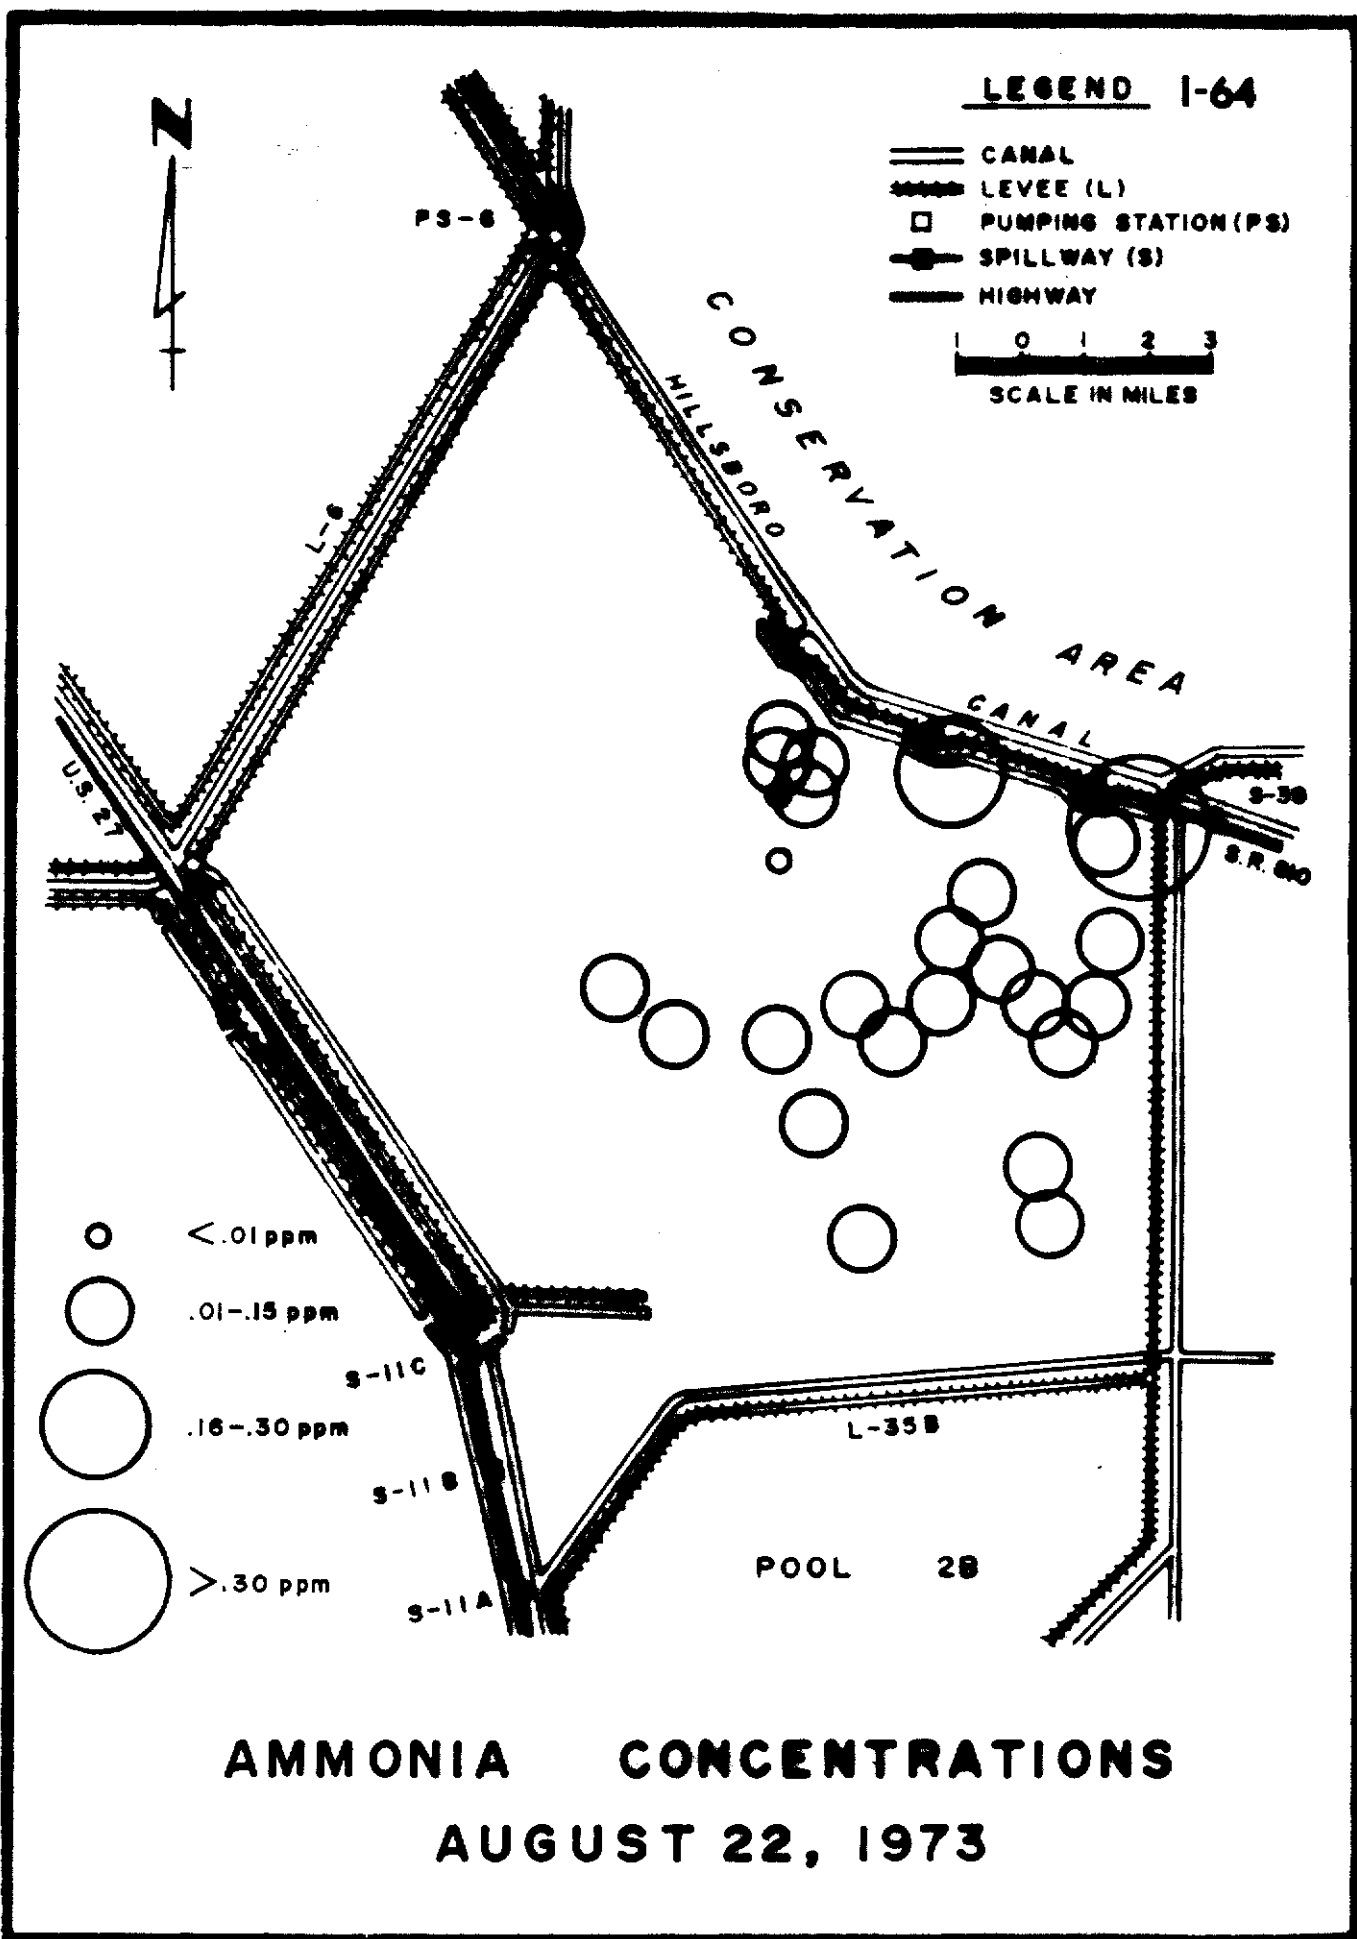 LEGEND I-64
N
CANAL
LEVEE (L)
PUMPING STATION (PS)
SPILLWAY (S)
HIGHWAY
1 0 1 2 3
SCALE IN MILES
PS-6
CONSERVATION AREA
HILLSBORO CANAL
L-6
U.S. 27
S-39
S.R. 810
<.01 ppm
.01-.15 ppm
.16-.30 ppm
>.30 ppm
S-11C
S-11B
S-11A
L-35B
POOL 2B
AMMONIA CONCENTRATIONS
AUGUST 22, 1973